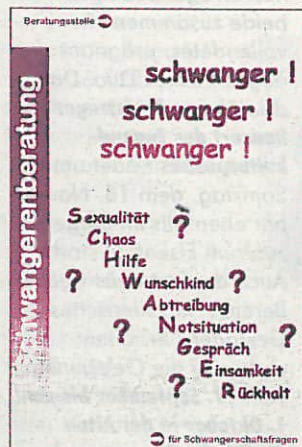 Beratungsstelle
schwanger !
schwanger !
schwanger !
Schwangerenberatung
Sexualität ?
Chaos
Hilfe
? Wunschkind ?
Abtreibung
? Notsituation
Gespräch
? Einsamkeit
Rückhalt
für Schwangerschaftsfragen